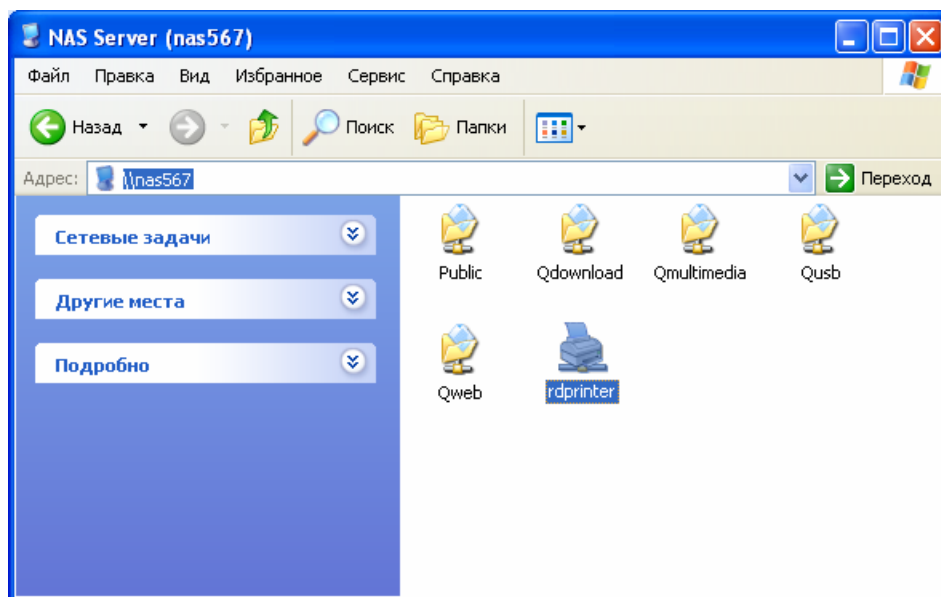 NAS Server (nas567)
Файл Правка Вид Избранное Сервис Справка
Назад Поиск Папки
Адрес: \\nas567 Переход
Сетевые задачи
Другие места
Подробно
Public Qdownload Qmultimedia Qusb
Qweb rdprinter